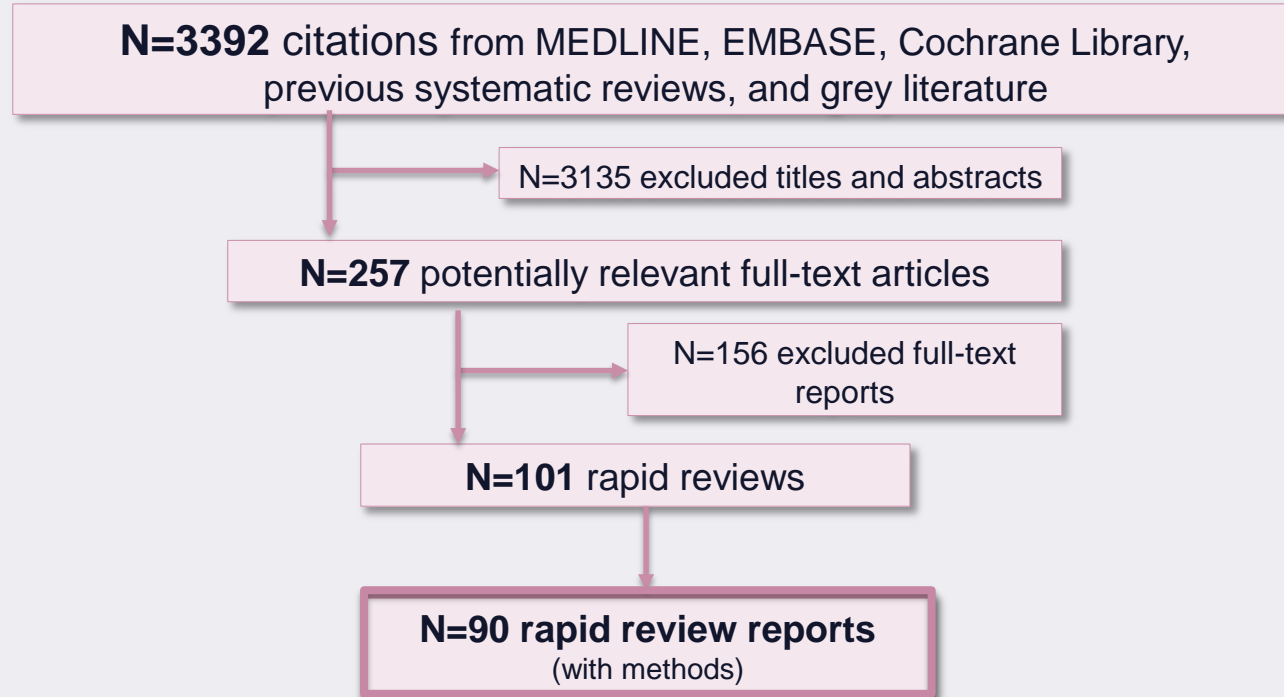 N=3392 citations from MEDLINE, EMBASE, Cochrane Library,
previous systematic reviews, and grey literature
N=3135 excluded titles and abstracts
N=257 potentially relevant full-text articles
N=156 excluded full-text
reports
N=101 rapid reviews
N=90 rapid review reports
(with methods)